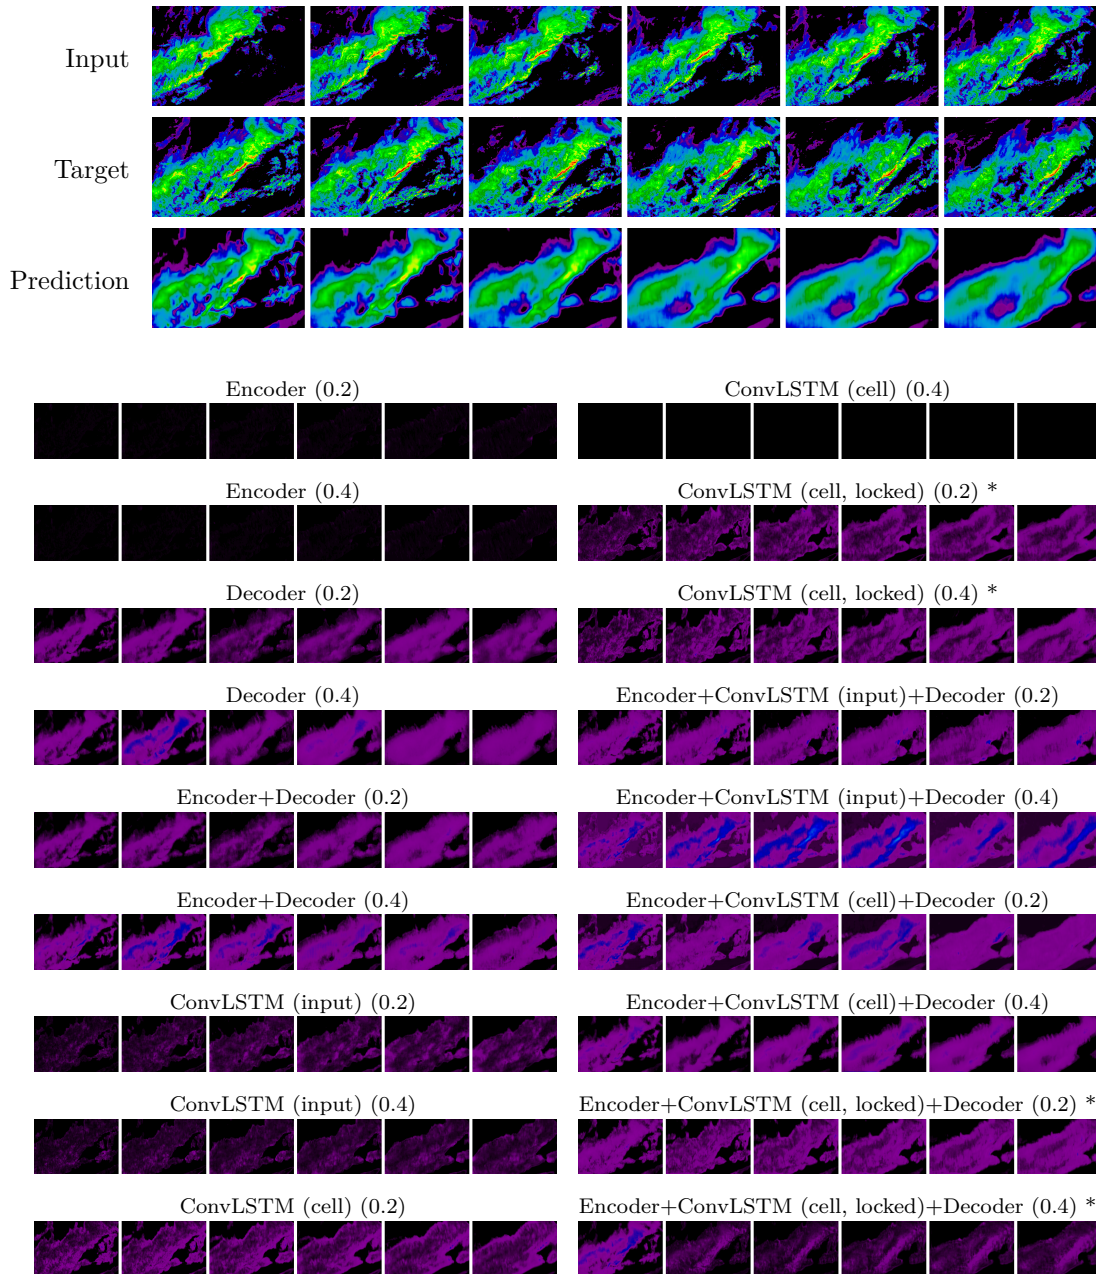 Input
Target
Prediction
Encoder (0.2)
Encoder (0.4)
Decoder (0.2)
Decoder (0.4)
Encoder+Decoder (0.2)
Encoder+Decoder (0.4)
ConvLSTM (input) (0.2)
ConvLSTM (input) (0.4)
ConvLSTM (cell) (0.2)
ConvLSTM (cell) (0.4)
ConvLSTM (cell, locked) (0.2) *
ConvLSTM (cell, locked) (0.4) *
Encoder+ConvLSTM (input)+Decoder (0.2)
Encoder+ConvLSTM (input)+Decoder (0.4)
Encoder+ConvLSTM (cell)+Decoder (0.2)
Encoder+ConvLSTM (cell)+Decoder (0.4)
Encoder+ConvLSTM (cell, locked)+Decoder (0.2) *
Encoder+ConvLSTM (cell, locked)+Decoder (0.4) *